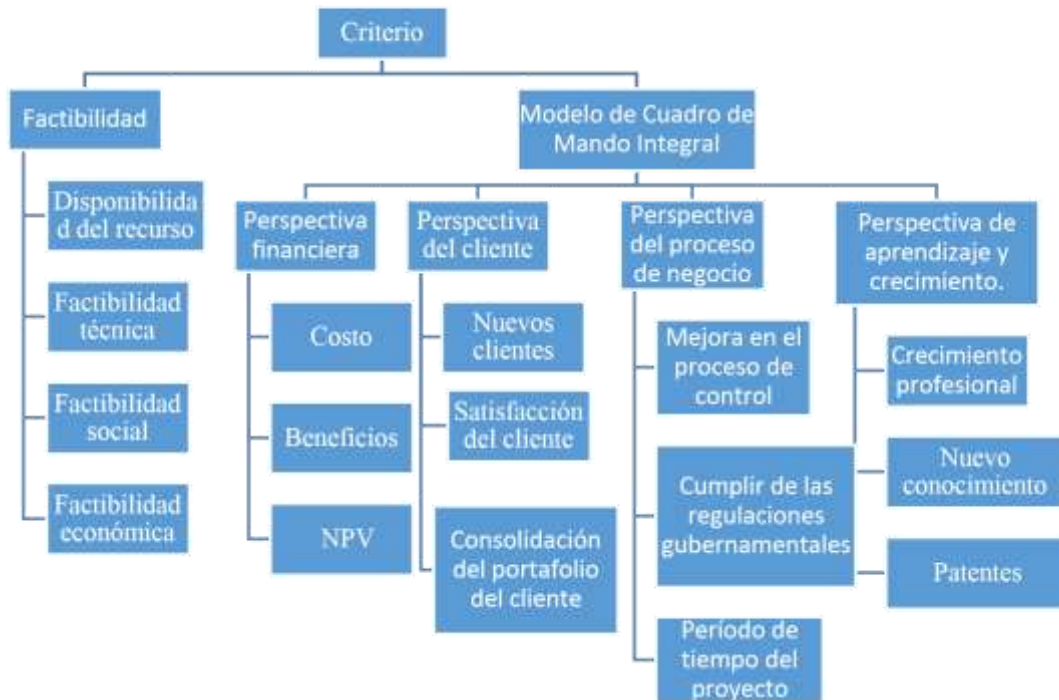 Criterio
Factibilidad
Modelo de Cuadro de
Mando Integral
Disponibilida
d del recurso
Factibilidad
técnica
Factibilidad
social
Factibilidad
económica
Perspectiva
financiera
Costo
Beneficios
NPV
Perspectiva
del cliente
Nuevos
clientes
Satisfacción
del cliente
Consolidación
del portafolio
del cliente
Perspectiva
del proceso
de negocio
Mejora en el
proceso de
control
Cumplir de las
regulaciones
gubernamentales
Período de
tiempo del
proyecto
Perspectiva de
aprendizaje y
crecimiento.
Crecimiento
profesional
Nuevo
conocimiento
Patentes